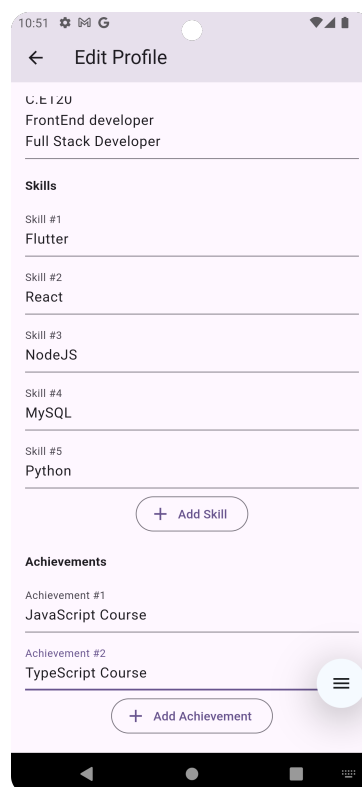 10:51
Edit Profile
C.E120
FrontEnd developer
Full Stack Developer
Skills
Skill #1
Flutter
Skill #2
React
Skill #3
NodeJS
Skill #4
MySQL
Skill #5
Python
Add Skill
Achievements
Achievement #1
JavaScript Course
Achievement #2
TypeScript Course
Add Achievement